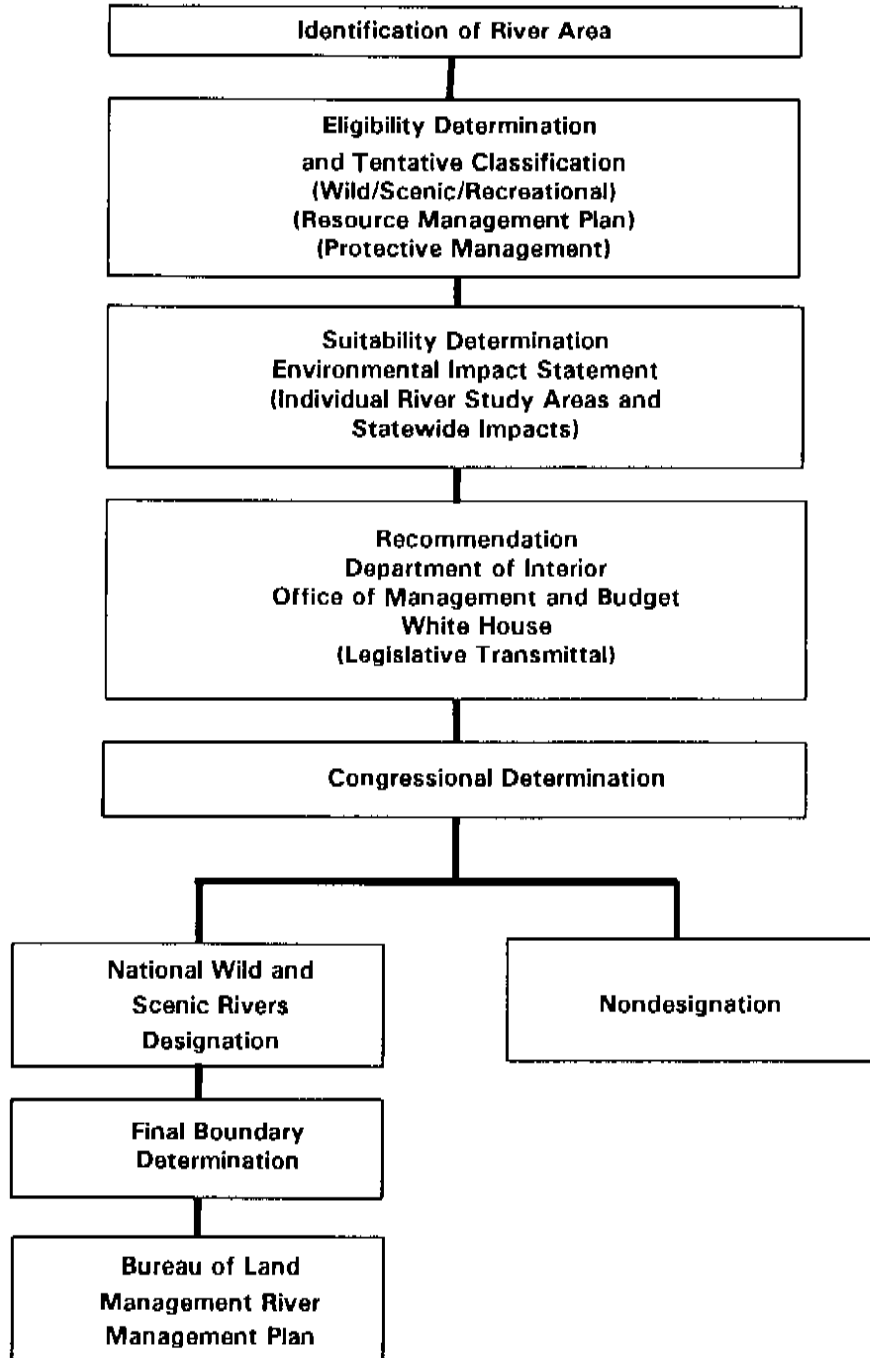 Identification of River Area
Eligibility Determination
and Tentative Classification
(Wild/Scenic/Recreational)
(Resource Management Plan)
(Protective Management)
Suitability Determination
Environmental Impact Statement
(Individual River Study Areas and
Statewide Impacts)
Recommendation
Department of Interior
Office of Management and Budget
White House
(Legislative Transmittal)
Congressional Determination
National Wild and
Scenic Rivers
Designation
Nondesignation
Final Boundary
Determination
Bureau of Land
Management River
Management Plan